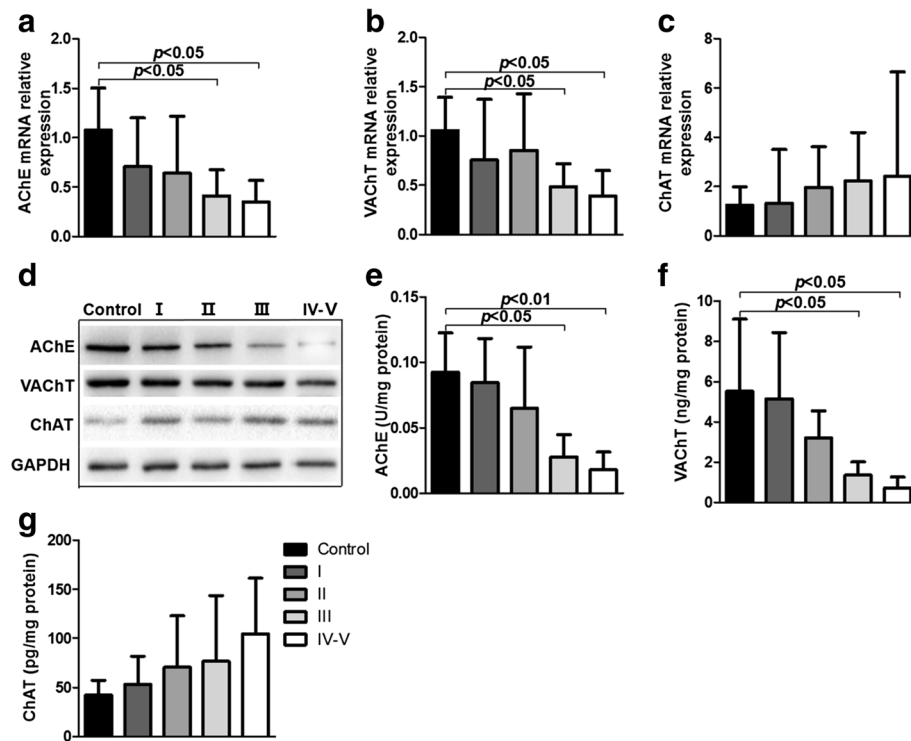 a
AChE mRNA relative
expression
2.0
1.5
1.0
0.5
0.0
p<0.05
p<0.05
b
VAChT mRNA relative
expression
2.0
1.5
1.0
0.5
0.0
p<0.05
p<0.05
c
ChAT mRNA relative
expression
8
6
4
2
0
d
Control I II III IV-V
AChE
VAChT
ChAT
GAPDH
e
AChE (U/mg protein)
0.15
0.10
0.05
0.00
p<0.01
p<0.05
f
VAChT (ng/mg protein)
10
8
6
4
2
0
p<0.05
p<0.05
g
ChAT (pg/mg protein)
200
150
100
50
0
Control
I
II
III
IV-V